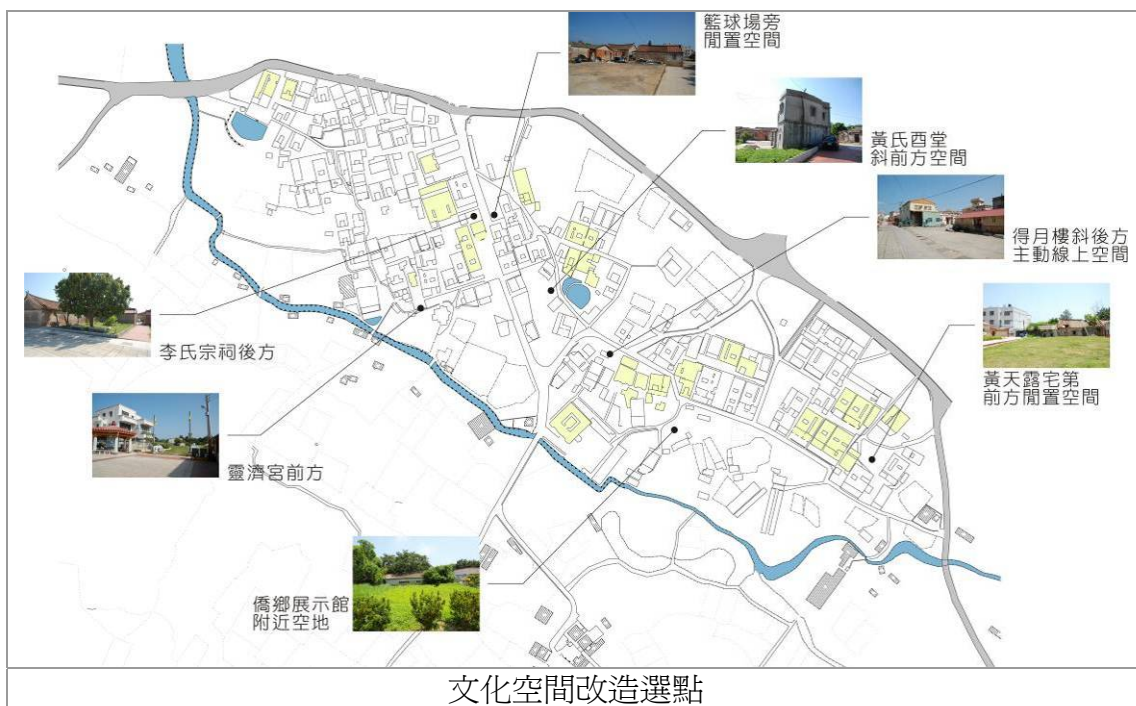 籃球場旁
閒置空間
黃氏酉堂
斜前方空間
得月樓斜後方
主動線上空間
李氏宗祠後方
黃天露宅第
前方閒置空間
靈濟宮前方
僑鄉展示館
附近空地
文化空間改造選點